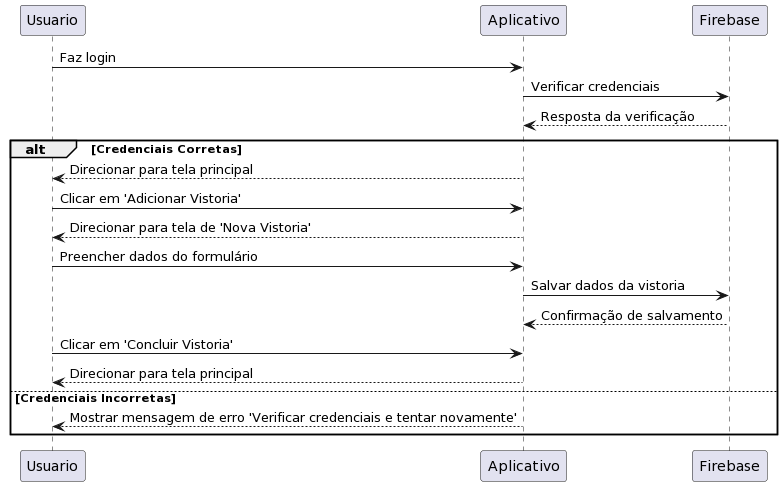 Usuario Aplicativo Firebase
Faz login
Verificar credenciais
Resposta da verificação
alt [Credenciais Corretas]
Direcionar para tela principal
Clicar em 'Adicionar Vistoria'
Direcionar para tela de 'Nova Vistoria'
Preencher dados do formulário
Salvar dados da vistoria
Confirmação de salvamento
Clicar em 'Concluir Vistoria'
Direcionar para tela principal
[Credenciais Incorretas]
Mostrar mensagem de erro 'Verificar credenciais e tentar novamente'
Usuario Aplicativo Firebase